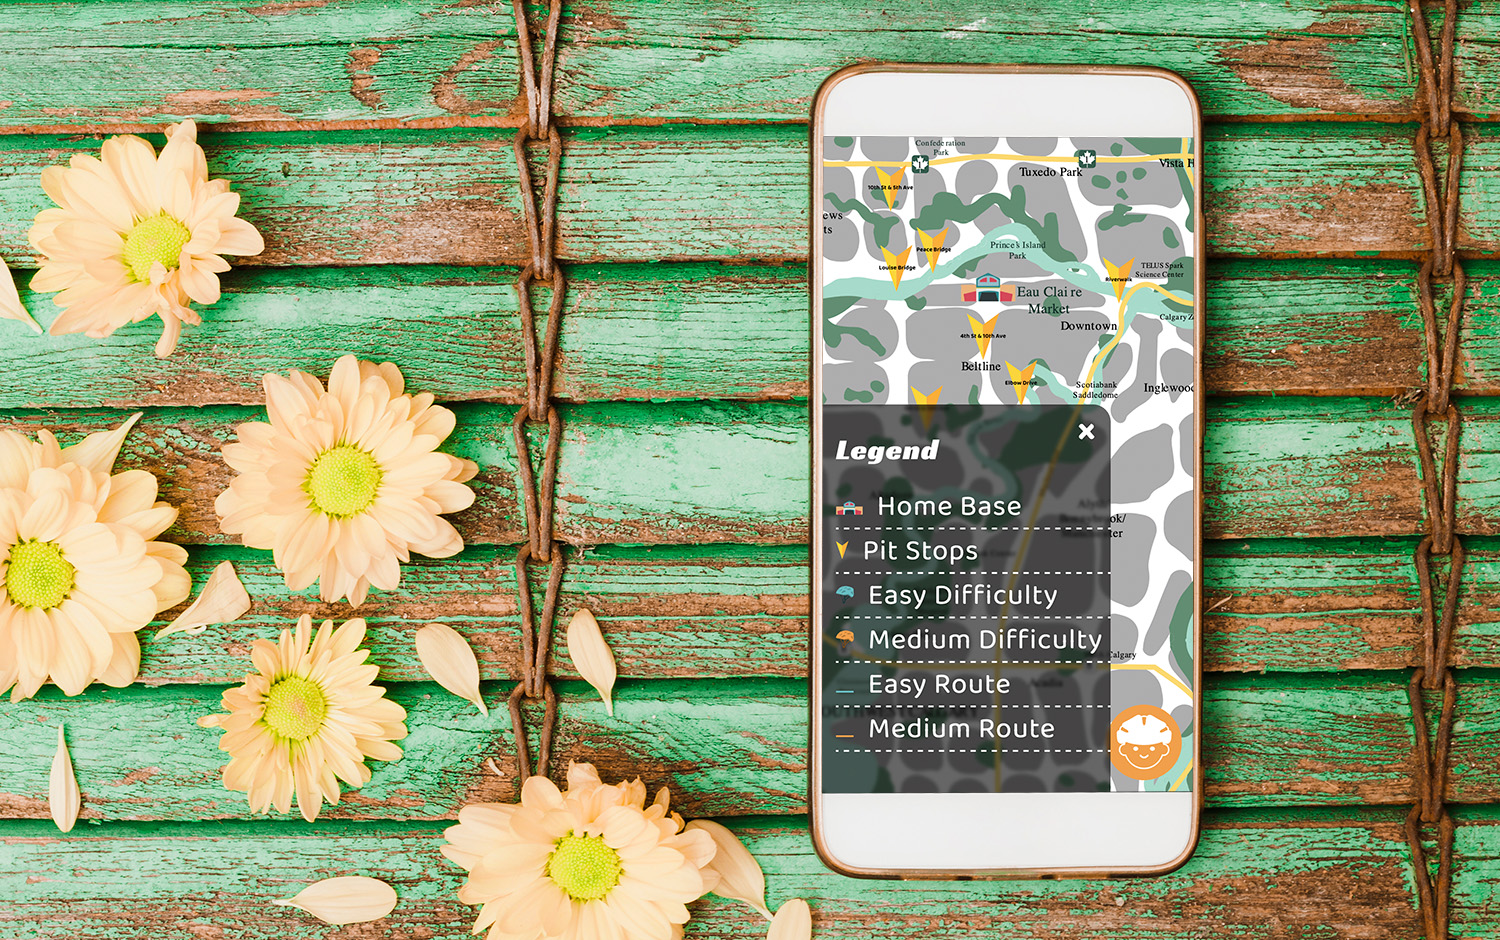 Confederation
Park
Tuxedo Park
Vista H
10th St & 5th Ave
ews
ts
Peace Bridge
Prince's Island
Park
Louise Bridge
TELUS Spark
Science Center
Riverwalk
Eau Claire
Market
Calgary Z
Downtown
4th St & 10th Ave
Beltline
Elbow Drive
Scotiabank
Saddledome
Inglewood
Legend
Home Base
Pit Stops
Easy Difficulty
Medium Difficulty
Calgary
Easy Route
Medium Route